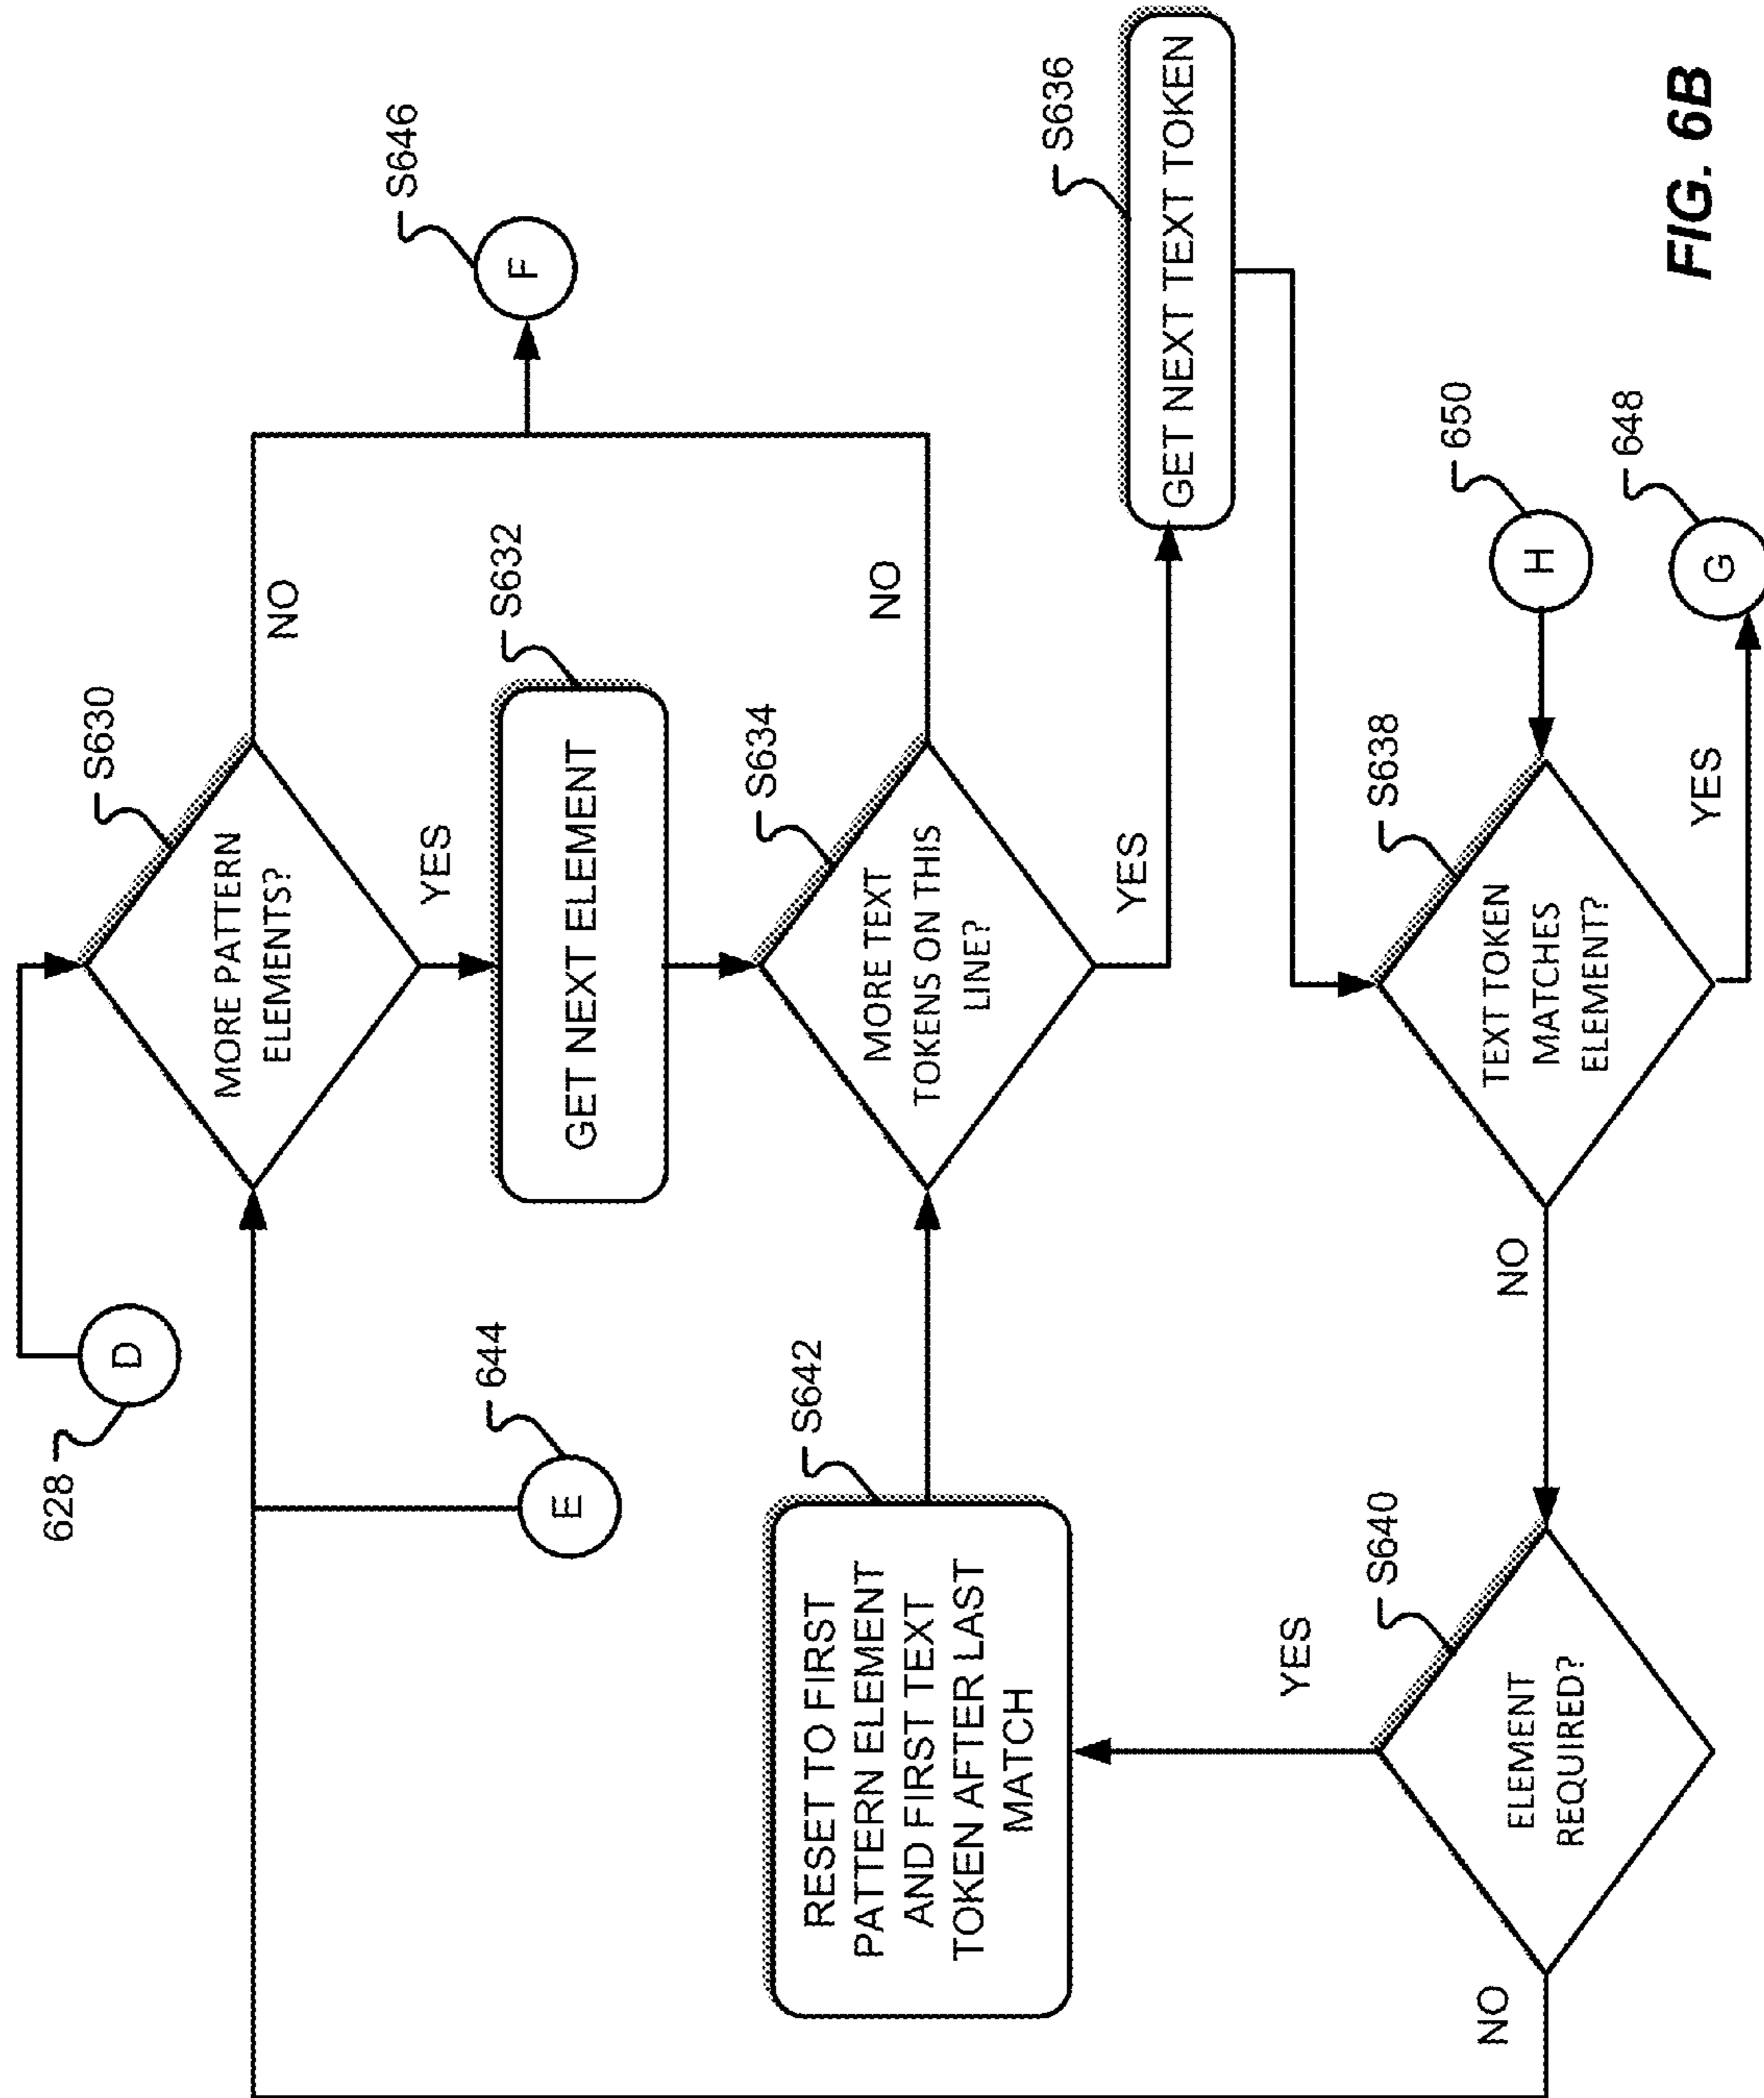 628
D
S630
MORE PATTERN
ELEMENTS?
NO
YES
S646
F
644
E
S632
GET NEXT ELEMENT
S634
MORE TEXT
TOKENS ON THIS
LINE?
NO
YES
S642
RESET TO FIRST
PATTERN ELEMENT
AND FIRST TEXT
TOKEN AFTER LAST
MATCH
S636
GET NEXT TEXT TOKEN
S638
TEXT TOKEN
MATCHES
ELEMENT?
NO
YES
650
H
648
G
S640
ELEMENT
REQUIRED?
YES
NO
FIG. 6B